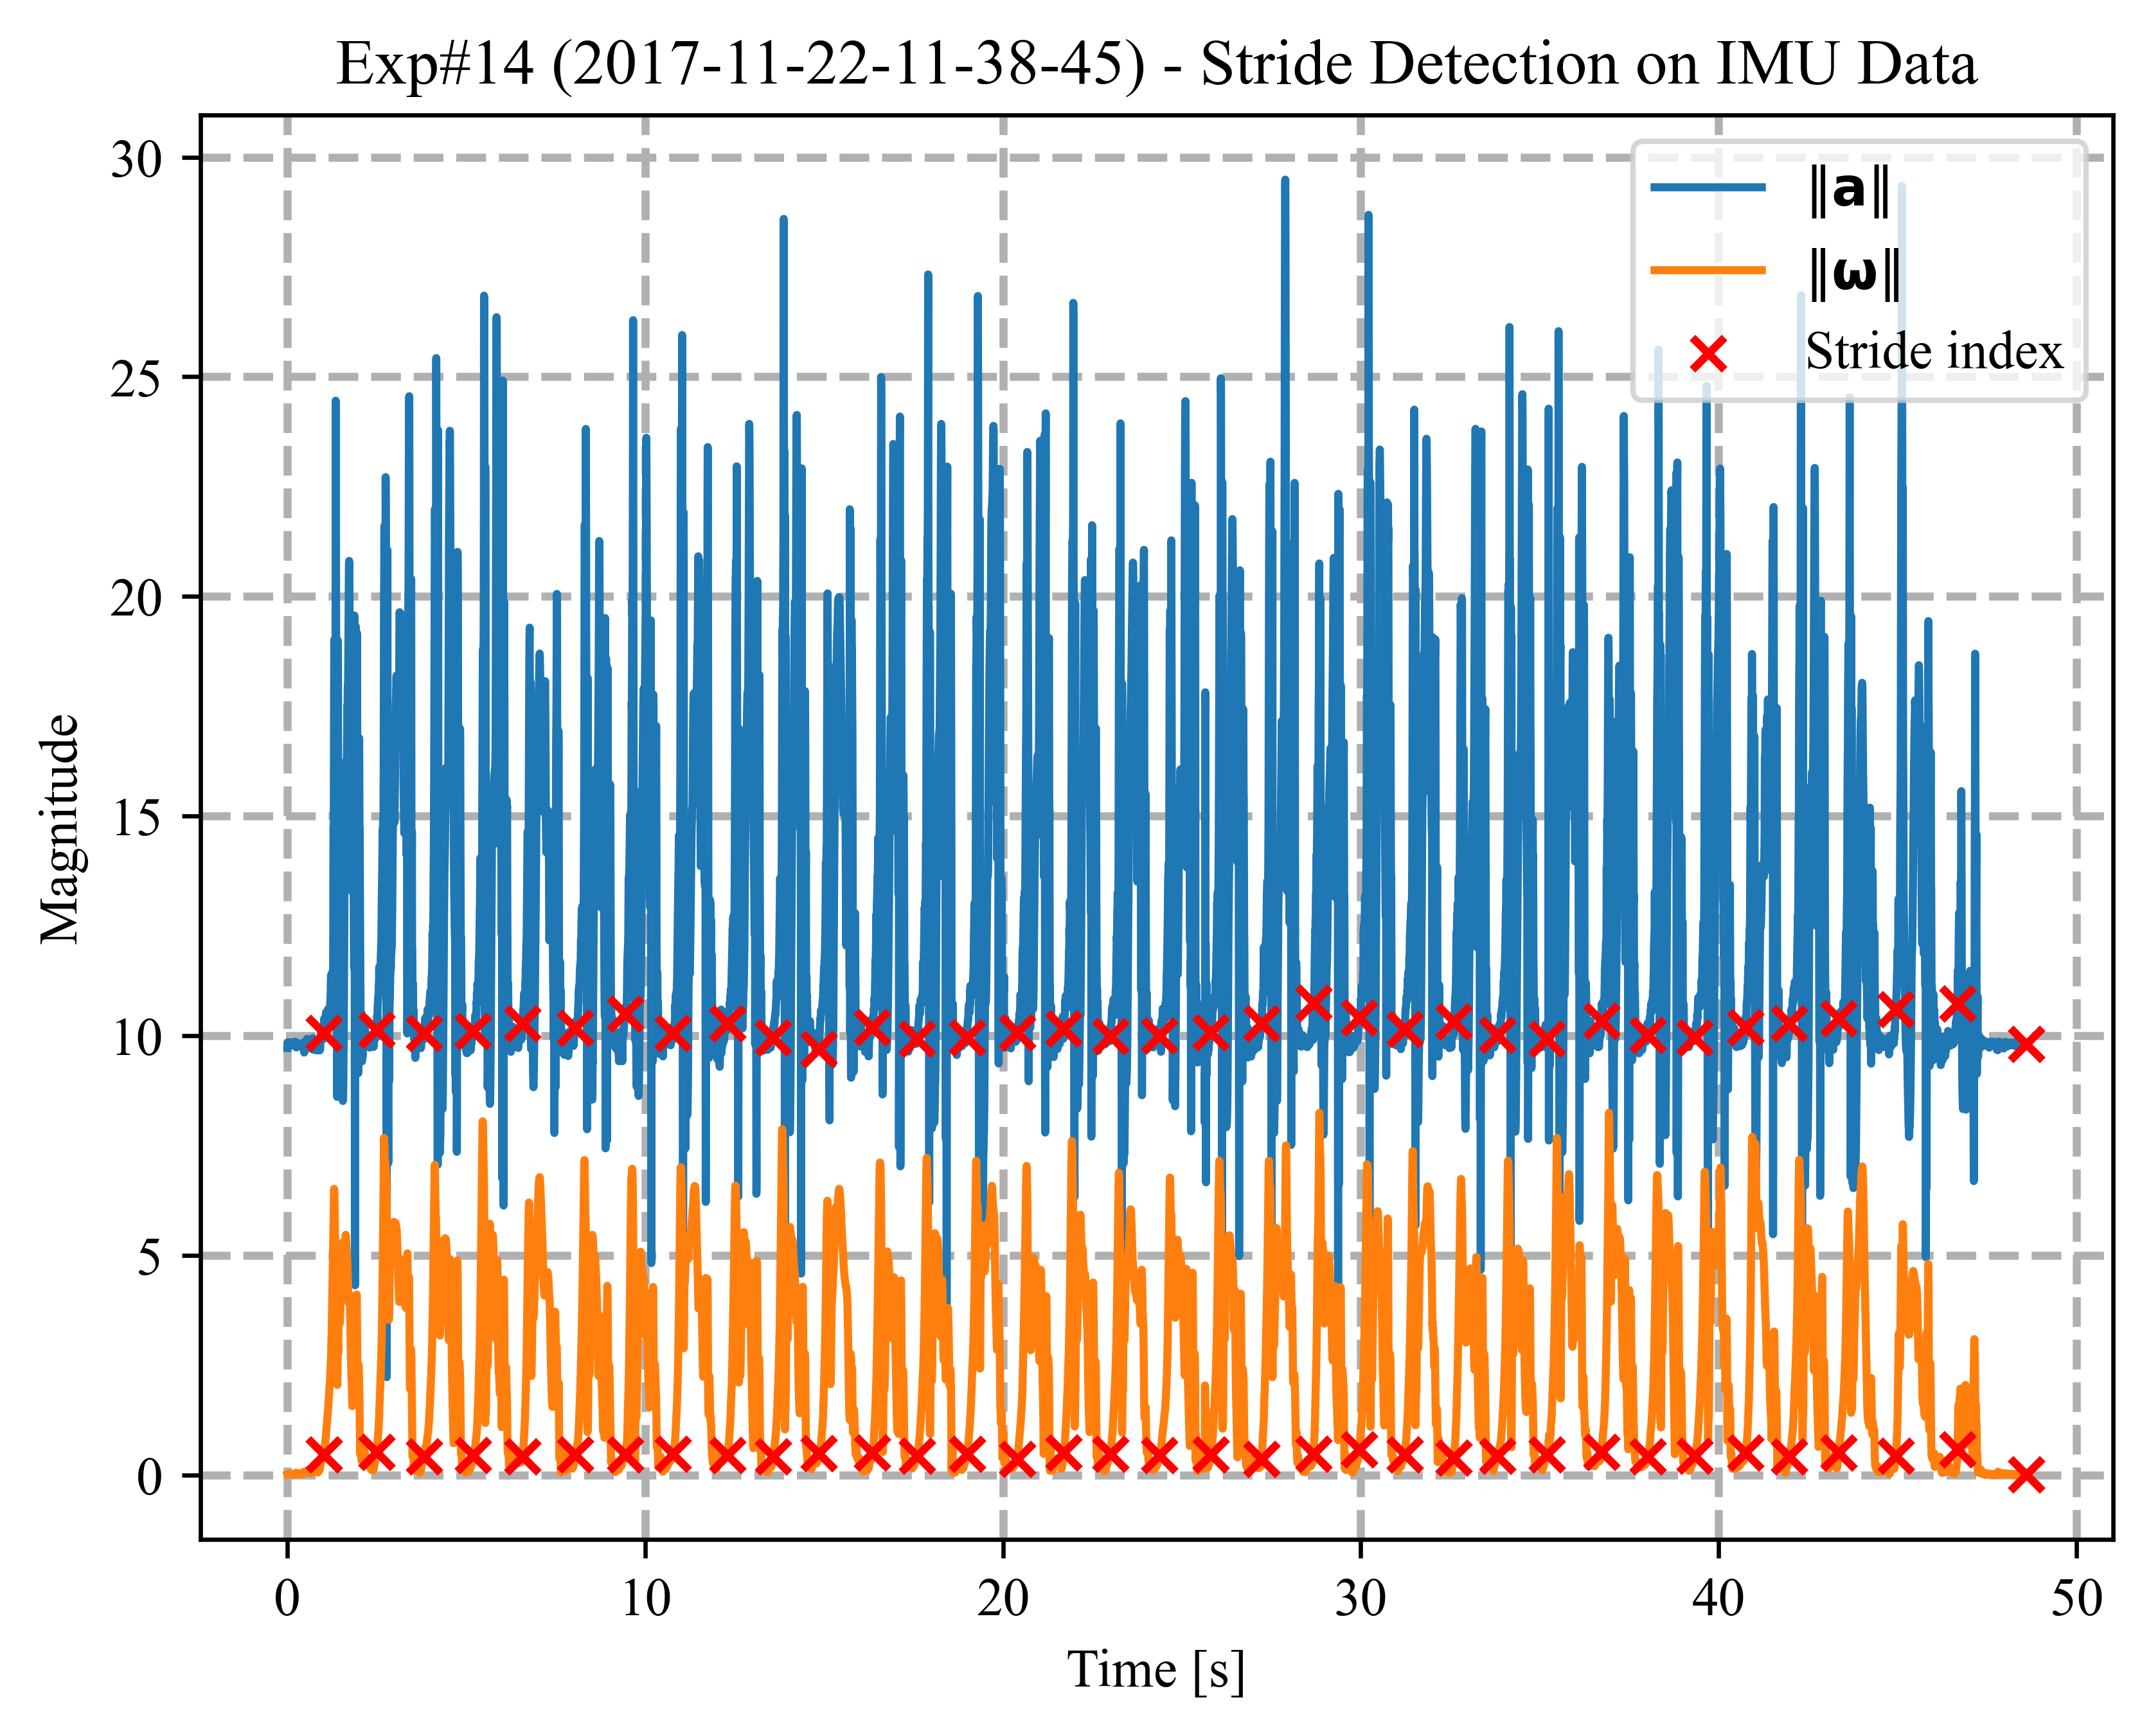 Exp#14 (2017-11-22-11-38-45) - Stride Detection on IMU Data
30
25
20
15
10
5
0
Magnitude
‖a‖
‖ω‖
Stride index
0 10 20 30 40 50
Time [s]